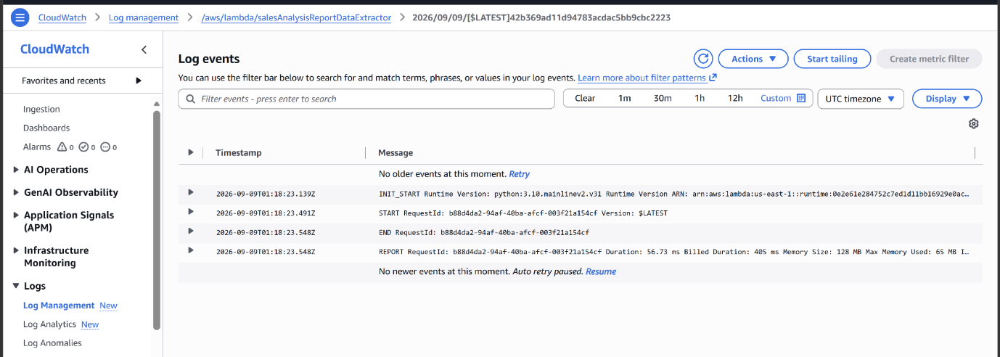 CloudWatch > Log management > /aws/lambda/salesAnalysisReportDataExtractor > 2026/09/09/[$LATEST]42b369ad11d94783acdac5bb9cbc2223
CloudWatch
Favorites and recents
Ingestion
Dashboards
Alarms 0 0 0
AI Operations
GenAI Observability
Application Signals
(APM)
Infrastructure
Monitoring
Logs
Log Management New
Log Analytics New
Log Anomalies
Log events
Actions
Start tailing
Create metric filter
You can use the filter bar below to search for and match terms, phrases, or values in your log events. Learn more about filter patterns
Filter events - press enter to search
Clear 1m 30m 1h 12h Custom
UTC timezone
Display
Timestamp Message
No older events at this moment. Retry
2026-09-09T01:18:23.139Z INIT_START Runtime Version: python:3.10.mainlinev2.v31 Runtime Version ARN: arn:aws:lambda:us-east-1::runtime:0e2e61e284752c7ed1d11bb16929e0ac…
2026-09-09T01:18:23.491Z START RequestId: b88d4da2-94af-40ba-afcf-003f21a154cf Version: $LATEST
2026-09-09T01:18:23.548Z END RequestId: b88d4da2-94af-40ba-afcf-003f21a154cf
2026-09-09T01:18:23.548Z REPORT RequestId: b88d4da2-94af-40ba-afcf-003f21a154cf Duration: 56.73 ms Billed Duration: 405 ms Memory Size: 128 MB Max Memory Used: 65 MB I…
No newer events at this moment. Auto retry paused. Resume